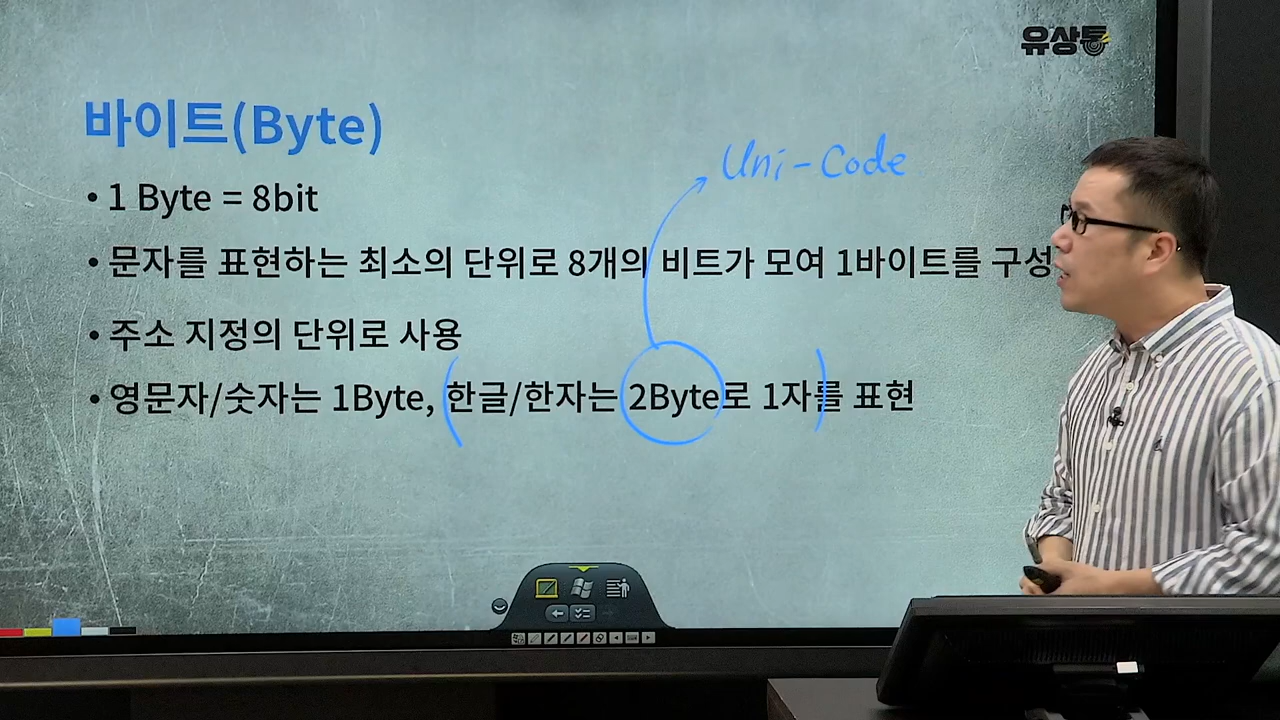 유상통
바이트(Byte)
Uni-Code
• 1 Byte = 8bit
• 문자를 표현하는 최소의 단위로 8개의 비트가 모여 1바이트를 구성
• 주소 지정의 단위로 사용
• 영문자/숫자는 1Byte, (한글/한자는 2Byte로 1자)를 표현